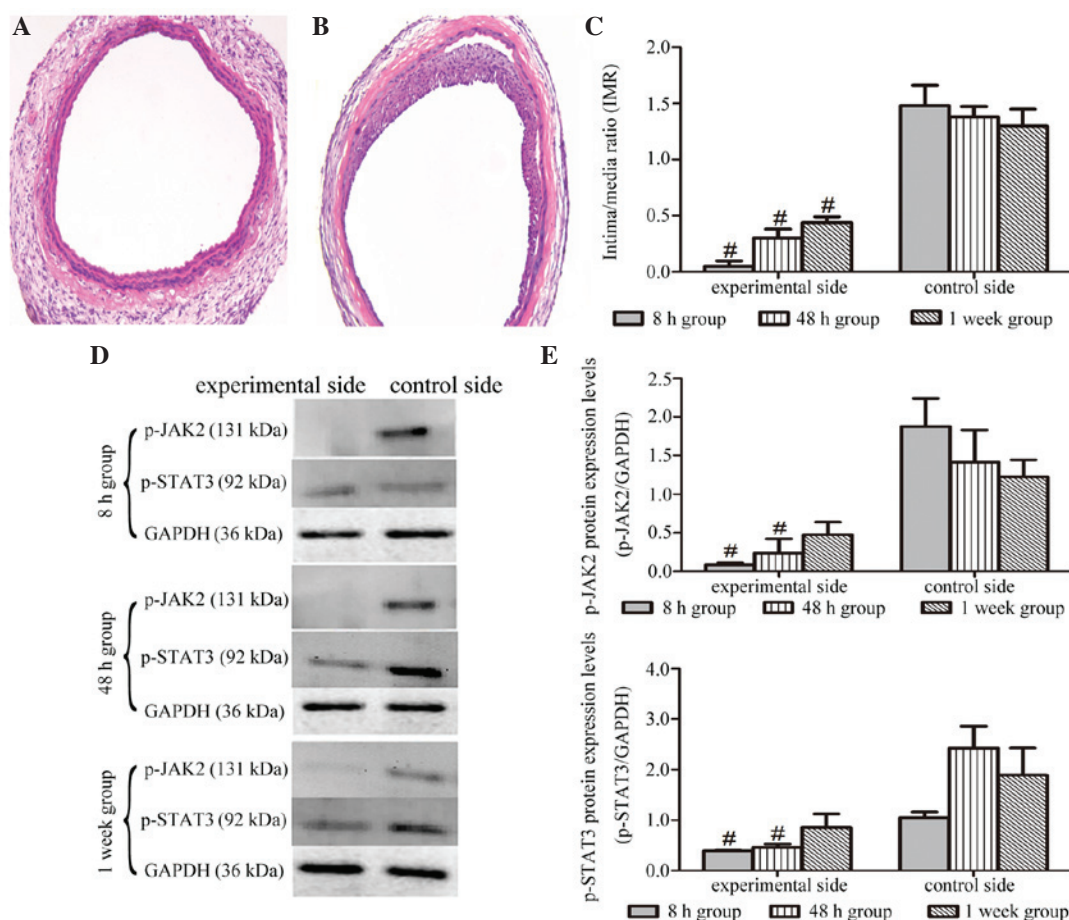 A
B
C
2.0
1.5
1.0
0.5
0.0
Intima/media ratio (IMR)
#
#
#
experimental side
control side
8 h group
48 h group
1 week group
D
experimental side
control side
8 h group
p-JAK2 (131 kDa)
p-STAT3 (92 kDa)
GAPDH (36 kDa)
48 h group
p-JAK2 (131 kDa)
p-STAT3 (92 kDa)
GAPDH (36 kDa)
1 week group
p-JAK2 (131 kDa)
p-STAT3 (92 kDa)
GAPDH (36 kDa)
E
p-JAK2 protein expression levels
(p-JAK2/GAPDH)
2.5
2.0
1.5
1.0
0.5
0.0
#
#
experimental side
control side
8 h group
48 h group
1 week group
p-STAT3 protein expression levels
(p-STAT3/GAPDH)
4.0
3.0
2.0
1.0
0.0
#
#
experimental side
control side
8 h group
48 h group
1 week group